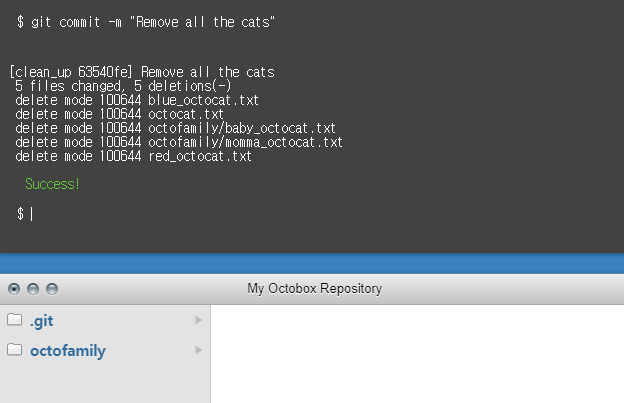 $ git commit -m "Remove all the cats"
[clean_up 63540fe] Remove all the cats
5 files changed, 5 deletions(-)
delete mode 100644 blue_octocat.txt
delete mode 100644 octocat.txt
delete mode 100644 octofamily/baby_octocat.txt
delete mode 100644 octofamily/momma_octocat.txt
delete mode 100644 red_octocat.txt
Success!
$
My Octobox Repository
.git
octofamily